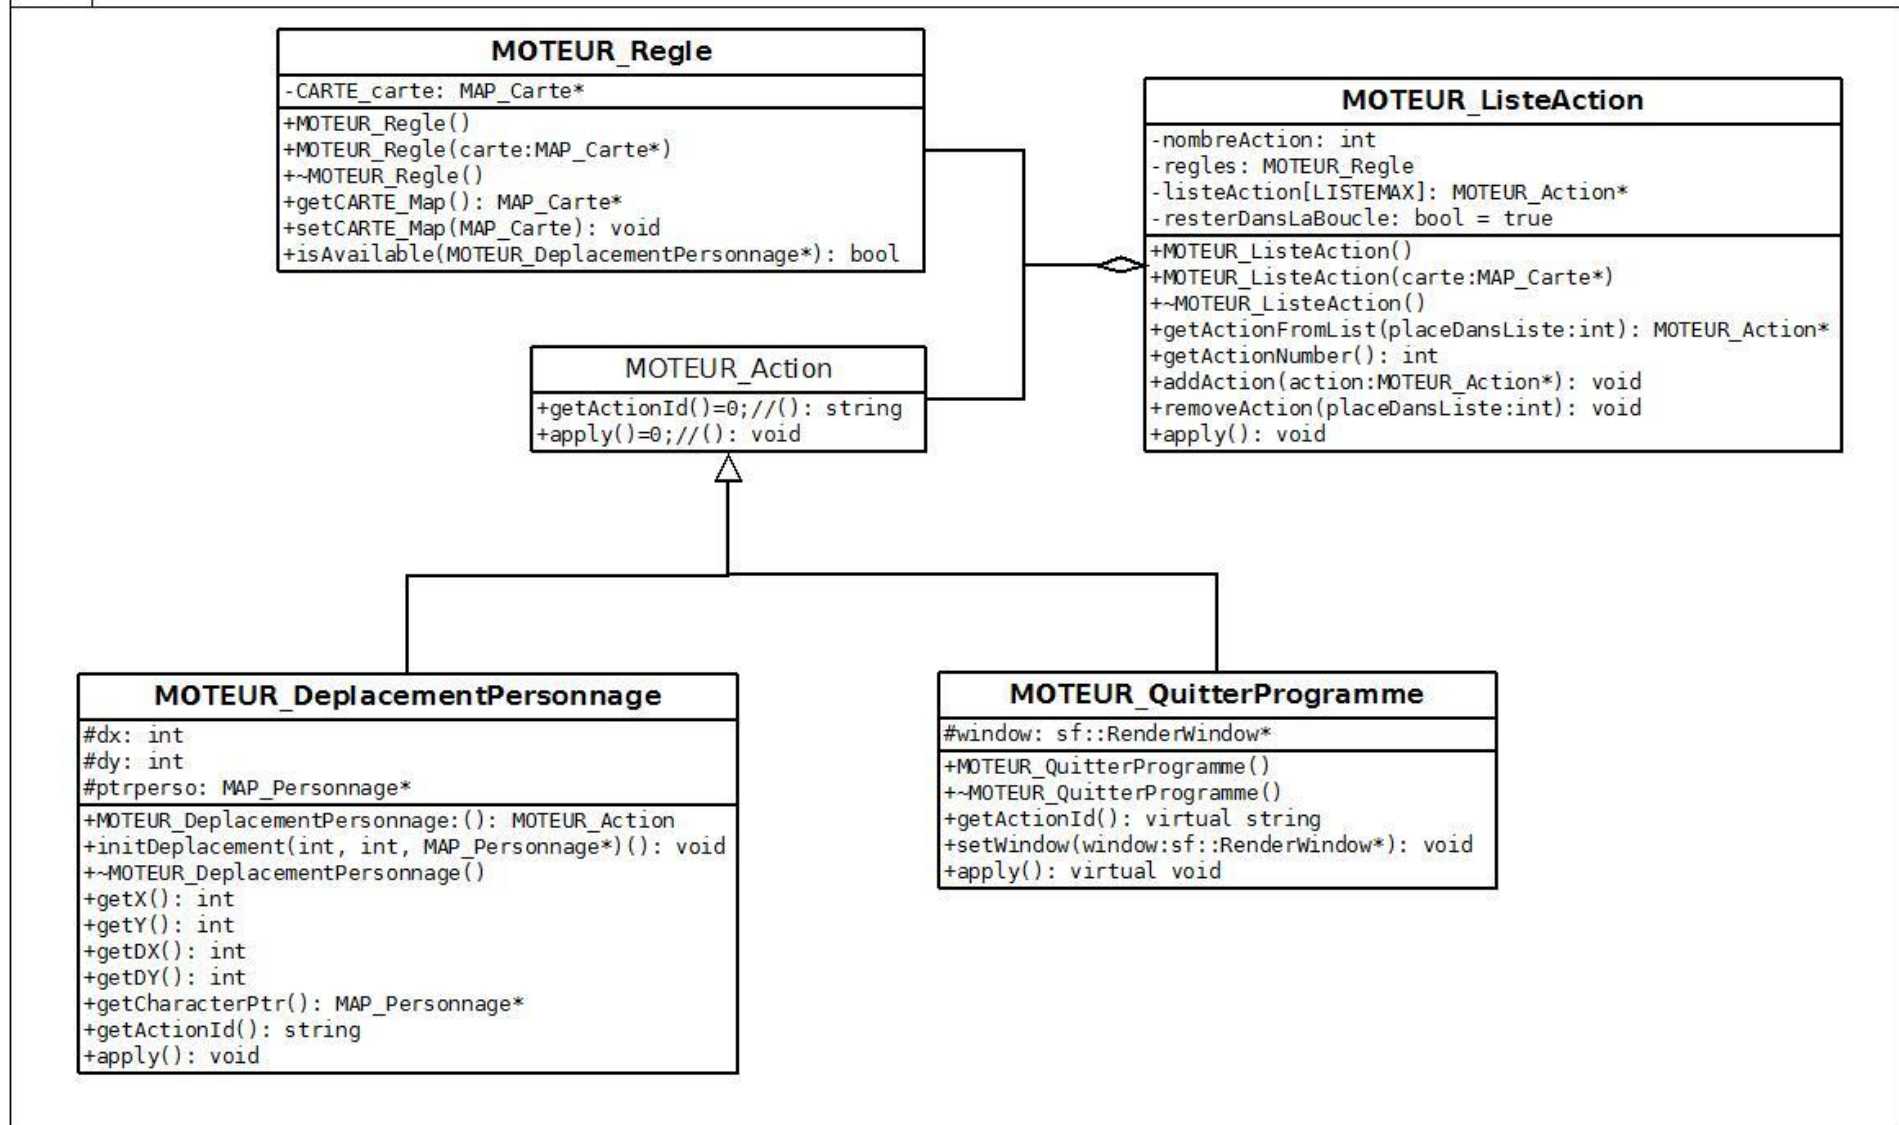 MOTEUR_Regle
-CARTE_carte: MAP_Carte*
+MOTEUR_Regle()
+MOTEUR_Regle(carte:MAP_Carte*)
+~MOTEUR_Regle()
+getCARTE_Map(): MAP_Carte*
+setCARTE_Map(MAP_Carte): void
+isAvailable(MOTEUR_DeplacementPersonnage*): bool
MOTEUR_ListeAction
-nombreAction: int
-regles: MOTEUR_Regle
-listeAction[LISTEMAX]: MOTEUR_Action*
-resterDansLaBoucle: bool = true
+MOTEUR_ListeAction()
+MOTEUR_ListeAction(carte:MAP_Carte*)
+~MOTEUR_ListeAction()
+getActionFromList(placeDansListe:int): MOTEUR_Action*
+getActionNumber(): int
+addAction(action:MOTEUR_Action*): void
+removeAction(placeDansListe:int): void
+apply(): void
MOTEUR_Action
+getActionId()=0;//(): string
+apply()=0;//(): void
MOTEUR_DeplacementPersonnage
#dx: int
#dy: int
#ptrperso: MAP_Personnage*
+MOTEUR_DeplacementPersonnage:(): MOTEUR_Action
+initDeplacement(int, int, MAP_Personnage*)(): void
+~MOTEUR_DeplacementPersonnage()
+getX(): int
+getY(): int
+getDX(): int
+getDY(): int
+getCharacterPtr(): MAP_Personnage*
+getActionId(): string
+apply(): void
MOTEUR_QuitterProgramme
#window: sf::RenderWindow*
+MOTEUR_QuitterProgramme()
+~MOTEUR_QuitterProgramme()
+getActionId(): virtual string
+setWindow(window:sf::RenderWindow*): void
+apply(): virtual void